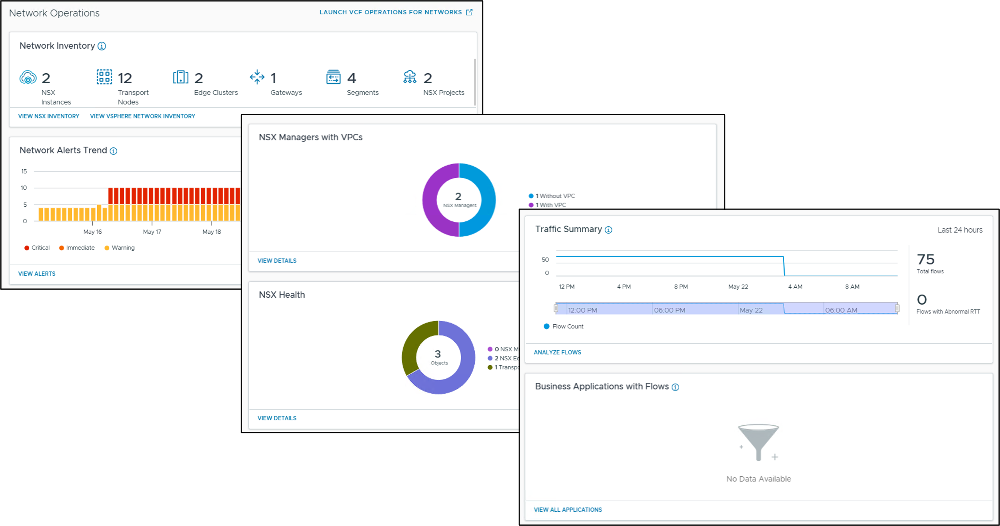 Network Operations
LAUNCH VCF OPERATIONS FOR NETWORKS
Network Inventory
2
NSX
Instances
12
Transport
Nodes
2
Edge Clusters
1
Gateways
4
Segments
2
NSX Projects
VIEW NSX INVENTORY
VIEW VSPHERE NETWORK INVENTORY
Network Alerts Trend
15
10
5
0
May 16
May 17
May 18
Critical
Immediate
Warning
VIEW ALERTS
NSX Managers with VPCs
2
NSX Managers
1 Without VPC
1 With VPC
VIEW DETAILS
NSX Health
3
Objects
0 NSX M
2 NSX
1 Transpo
VIEW DETAILS
Traffic Summary
Last 24 hours
50
0
12 PM
4 PM
8 PM
May 22
4 AM
8 AM
12:00 PM
06:00 PM
May 22
06:00 AM
Flow Count
75
Total flows
0
Flows with Abnormal RTT
ANALYZE FLOWS
Business Applications with Flows
No Data Available
VIEW ALL APPLICATIONS